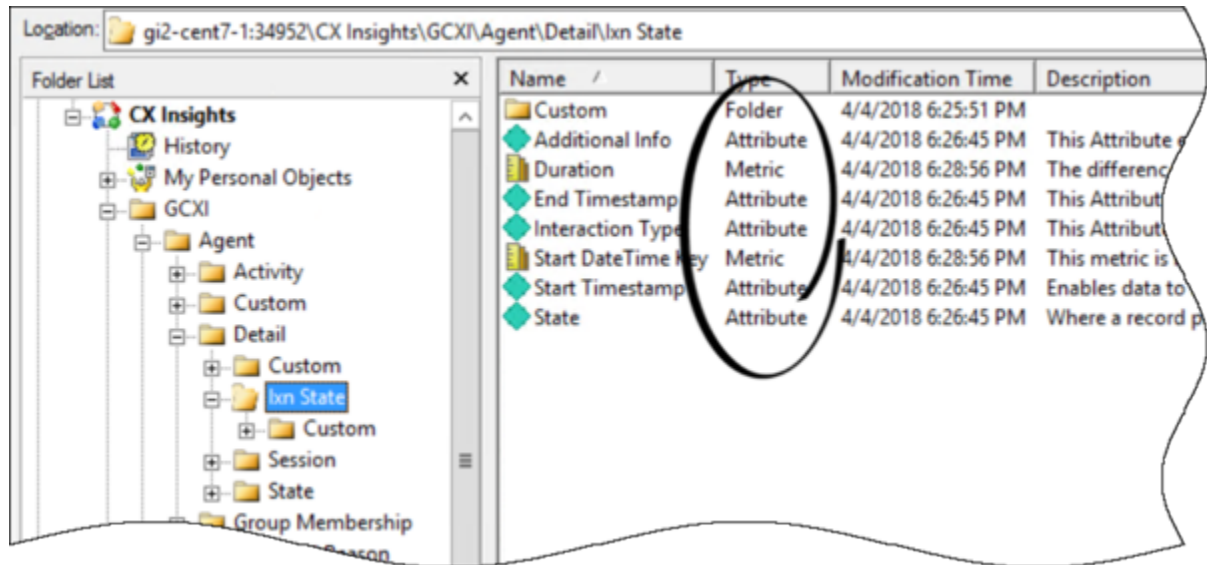 Location: gi2-cent7-1:34952\CX Insights\GCXI\Agent\Detail\Ixn State
Folder List
CX Insights
History
My Personal Objects
GCXI
Agent
Activity
Custom
Detail
Custom
Ixn State
Custom
Session
State
Group Membership
Name Type Modification Time Description
Custom Folder 4/4/2018 6:25:51 PM
Additional Info Attribute 4/4/2018 6:26:45 PM This Attribute
Duration Metric 4/4/2018 6:28:56 PM The differenc
End Timestamp Attribute 4/4/2018 6:26:45 PM This Attribut
Interaction Type Attribute 4/4/2018 6:26:45 PM This Attribut
Start DateTime Key Metric 4/4/2018 6:28:56 PM This metric is
Start Timestamp Attribute 4/4/2018 6:26:45 PM Enables data to
State Attribute 4/4/2018 6:26:45 PM Where a record p